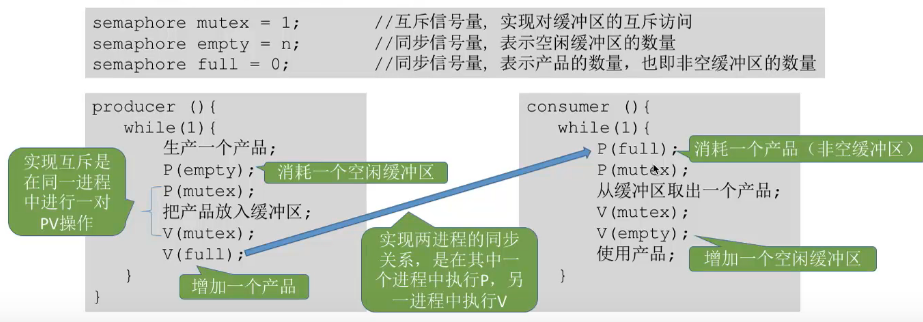 semaphore mutex = 1; //互斥信号量, 实现对缓冲区的互斥访问
semaphore empty = n; //同步信号量, 表示空闲缓冲区的数量
semaphore full = 0; //同步信号量, 表示产品的数量, 也即非空缓冲区的数量
producer (){
while(1){
生产一个产品;
P(empty);
P(mutex);
把产品放入缓冲区;
V(mutex);
V(full);
}
}
实现互斥是
在同一进程
中进行一对
PV操作
消耗一个空闲缓冲区
增加一个产品
实现两进程的同步
关系, 是在其中一
个进程中执行P, 另
一进程中执行V
consumer (){
while(1){
P(full);
P(mutex);
从缓冲区取出一个产品;
V(mutex);
V(empty);
使用产品;
}
消耗一个产品（非空缓冲区）
增加一个空闲缓冲区